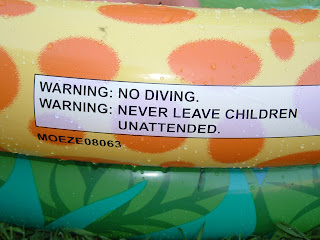 WARNING: NO DIVING.
WARNING: NEVER LEAVE CHILDREN
UNATTENDED.
MOEZE08063